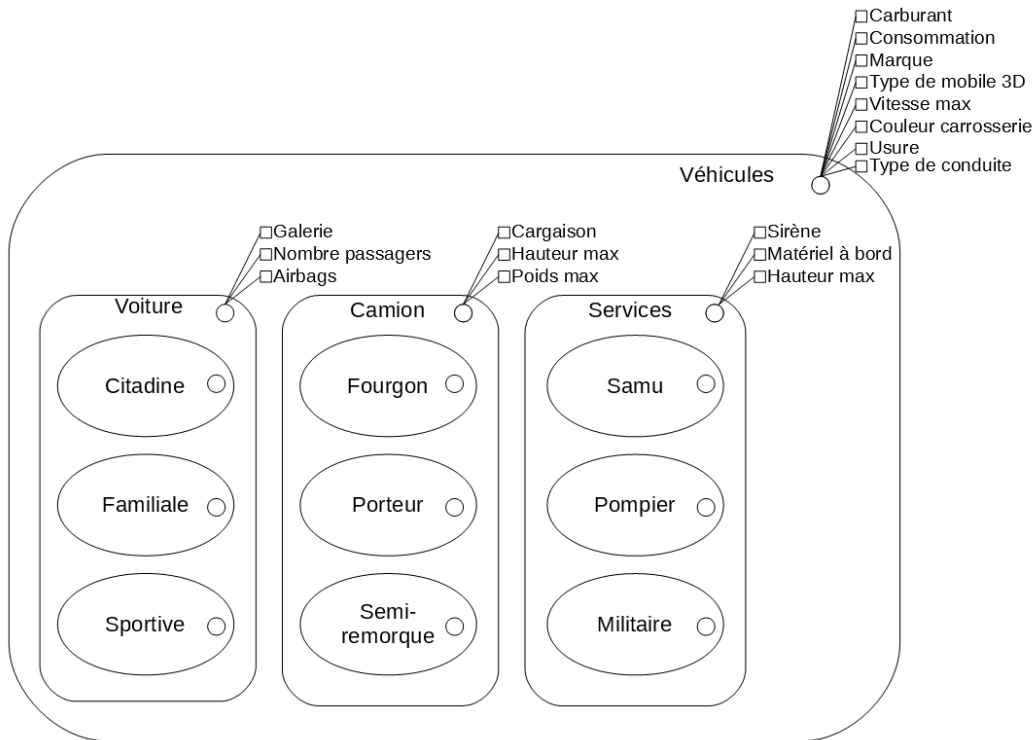 Carburant
Consommation
Marque
Type de mobile 3D
Vitesse max
Couleur carrosserie
Usure
Type de conduite
Véhicules
Galerie
Nombre passagers
Airbags
Cargaison
Hauteur max
Poids max
Sirène
Matériel à bord
Hauteur max
Voiture
Citadine
Familiale
Sportive
Camion
Fourgon
Porteur
Semi-
remorque
Services
Samu
Pompier
Militaire